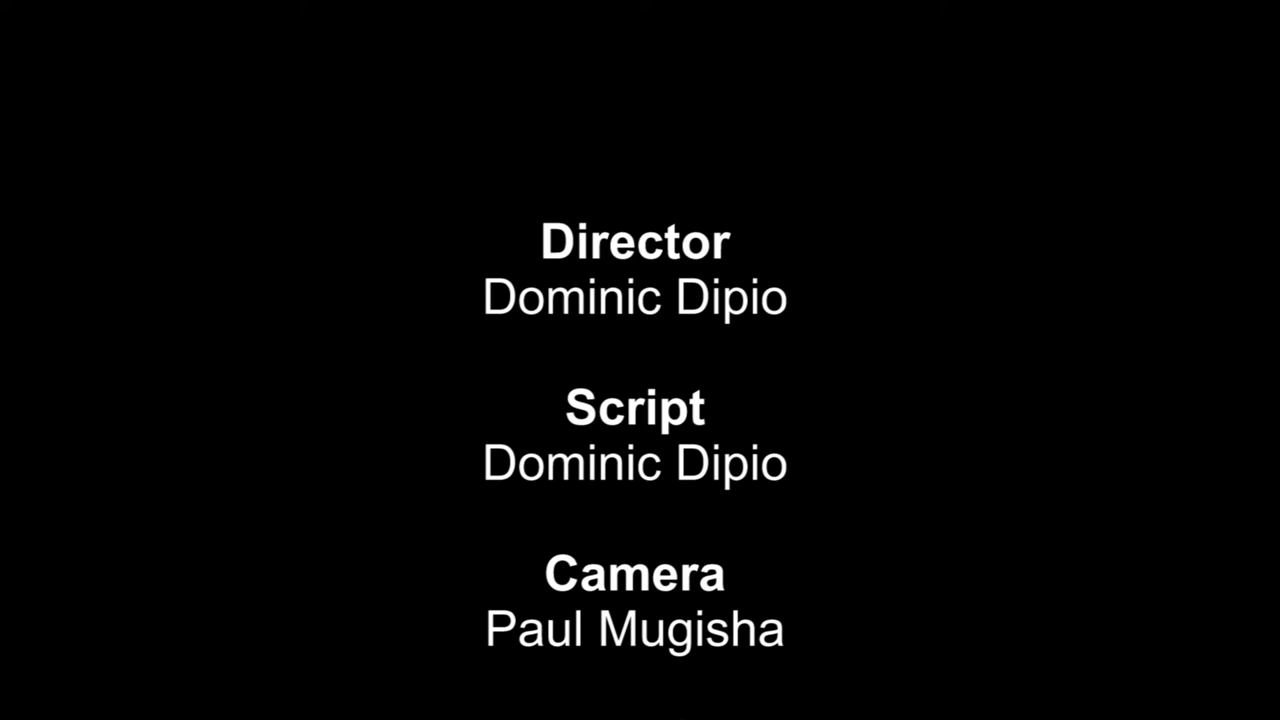 Director
Dominic Dipio
Script
Dominic Dipio
Camera
Paul Mugisha